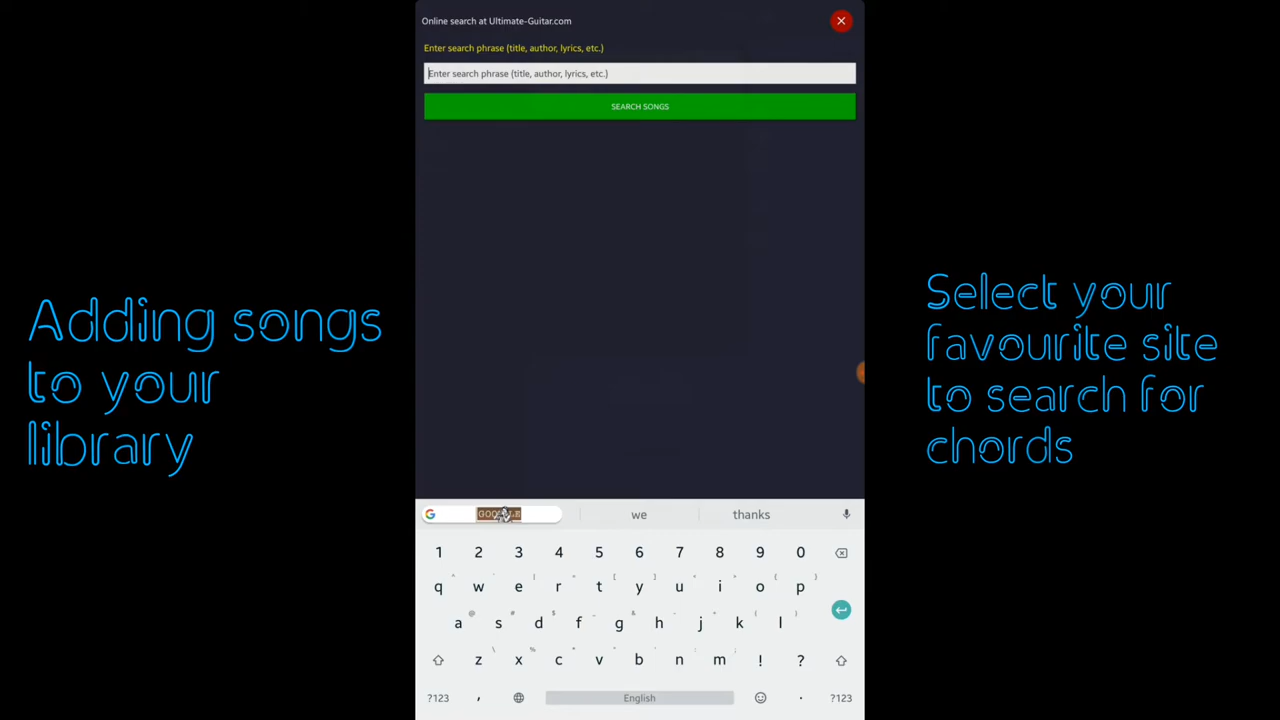 Online search at Ultimate-Guitar.com
Enter search phrase (title, author, lyrics, etc.)
Enter search phrase (title, author, lyrics, etc.)
SEARCH SONGS
Adding songs
to your
library
Select your
favourite site
to search for
chords
G GOOGLE we thanks
1 2 3 4 5 6 7 8 9 0
q w e r t y u i o p
a s d f g h j k l
z x c v b n m ! ?
?123 , English . ?123